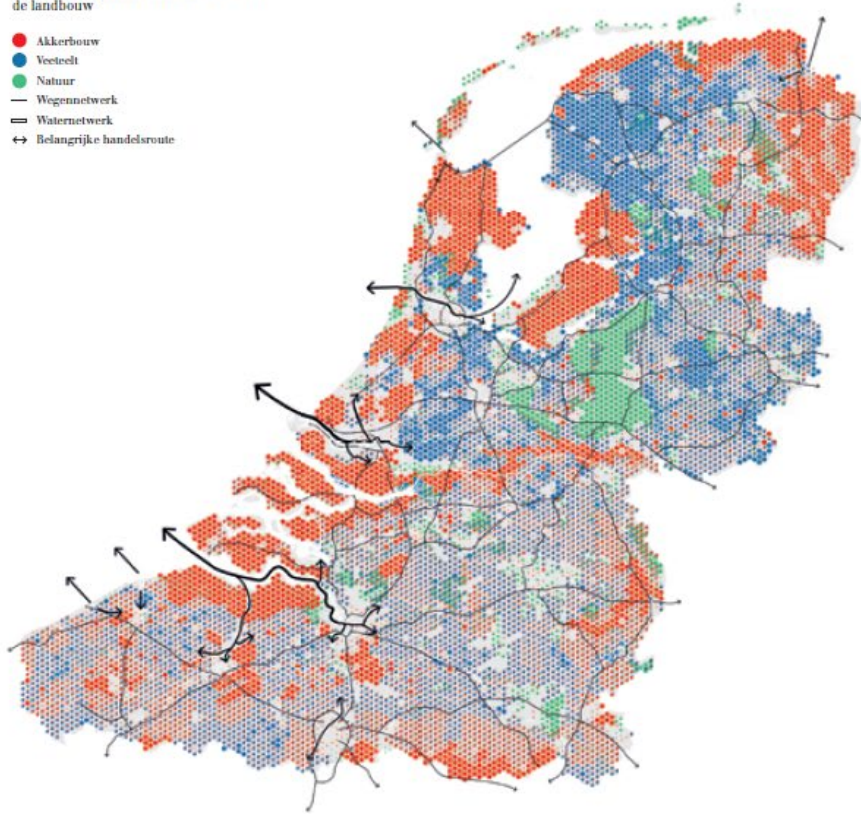 de landbouw
Akkerbouw
Veeteelt
Natuur
Wegennetwerk
Waternetwerk
Belangrijke handelsroute